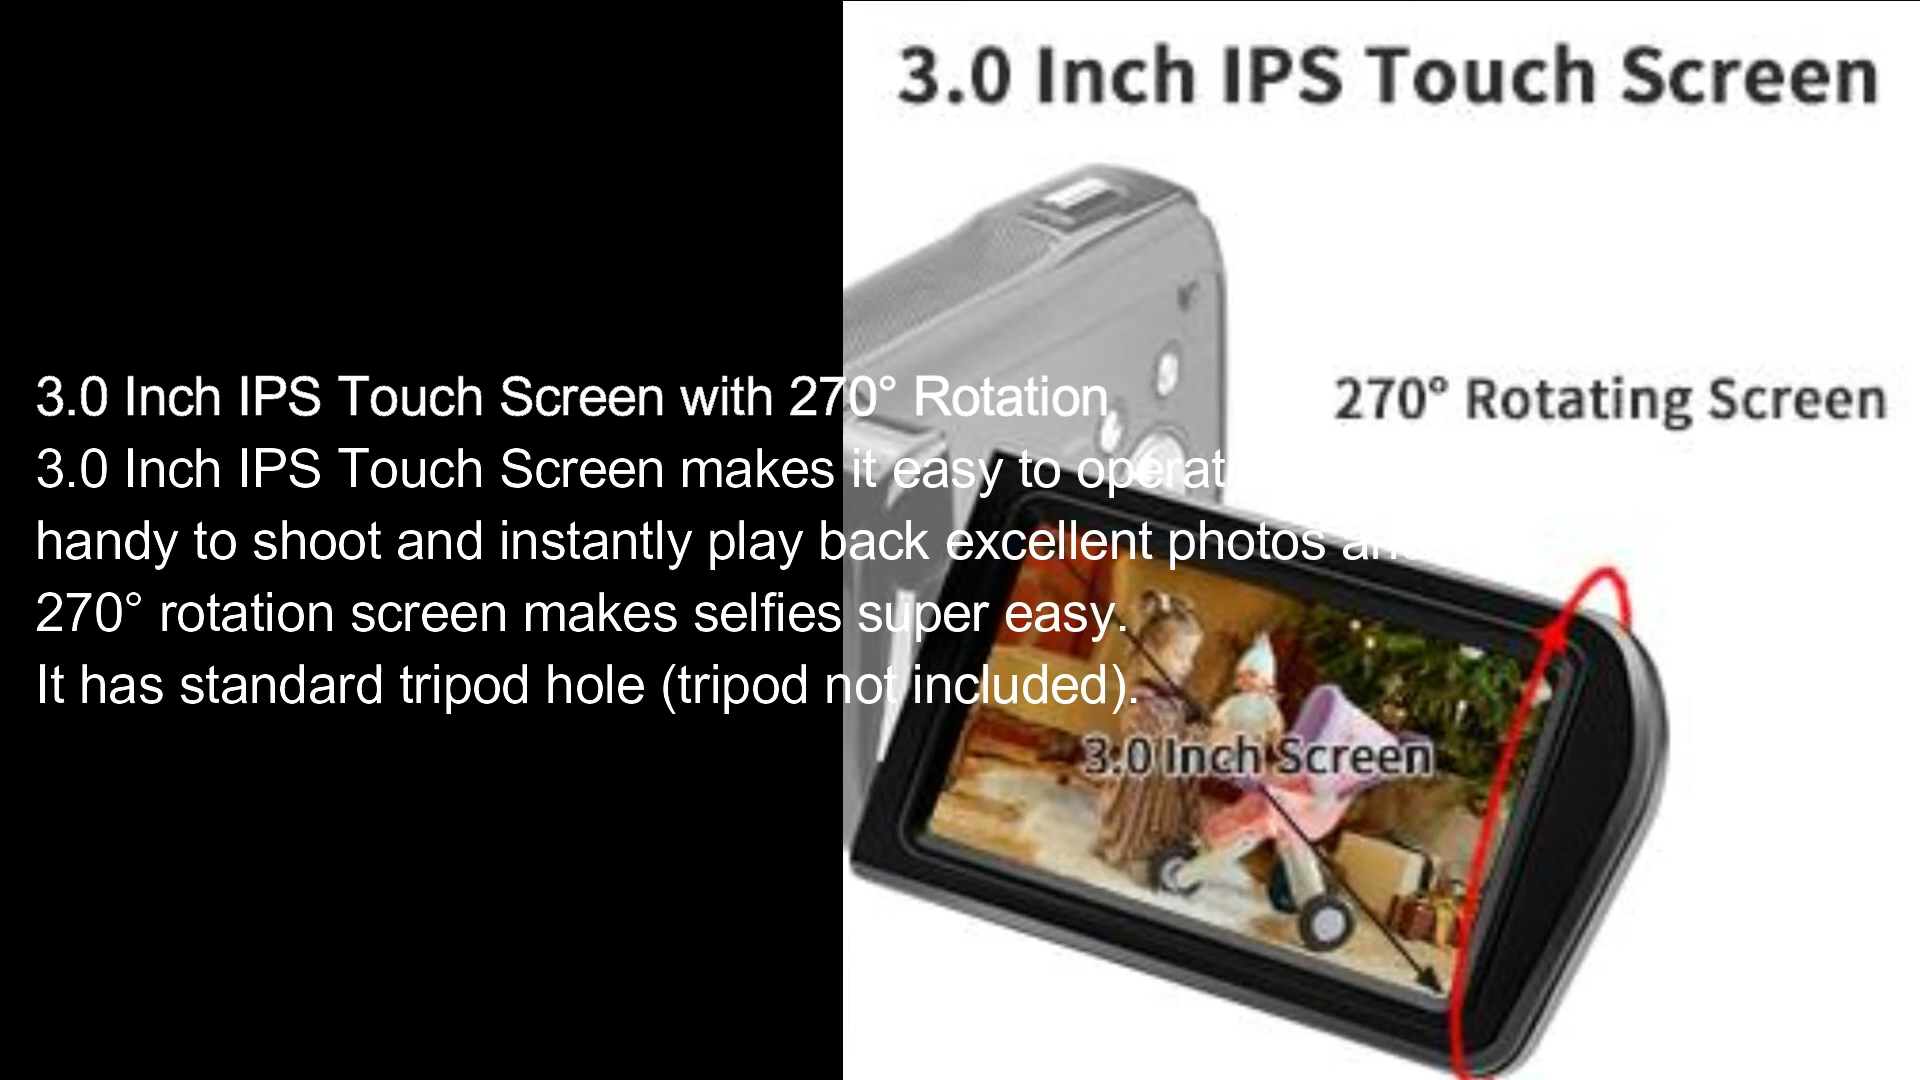 3.0 Inch IPS Touch Screen
270° Rotating Screen
3.0 Inch IPS Touch Screen with 270° Rotation
3.0 Inch IPS Touch Screen makes it easy to
handy to shoot and instantly play back excellent photos
270° rotation screen makes selfies super easy.
It has standard tripod hole (tripod not included).
3.0 Inch Screen